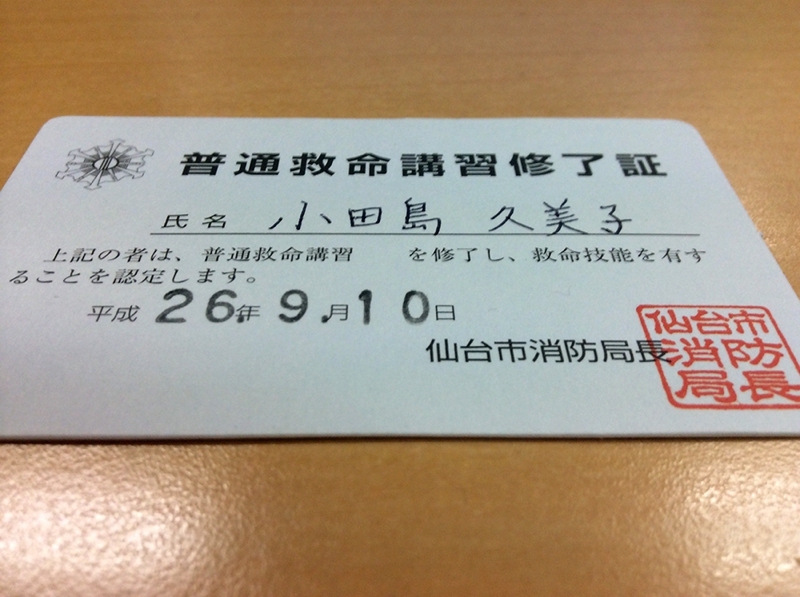 普通救命講習修了証
氏名 小田島 久美子
上記の者は、普通救命講習 を修了し、救命技能を有す
ることを認定します。
平成26年9月10日
仙台市消防局長
仙台市
消防
局長